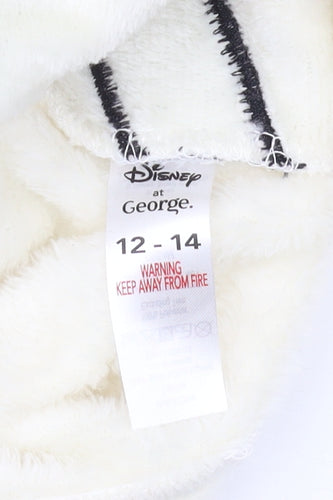 Disney
at
George.
12 - 14
WARNING
KEEP AWAY FROM FIRE